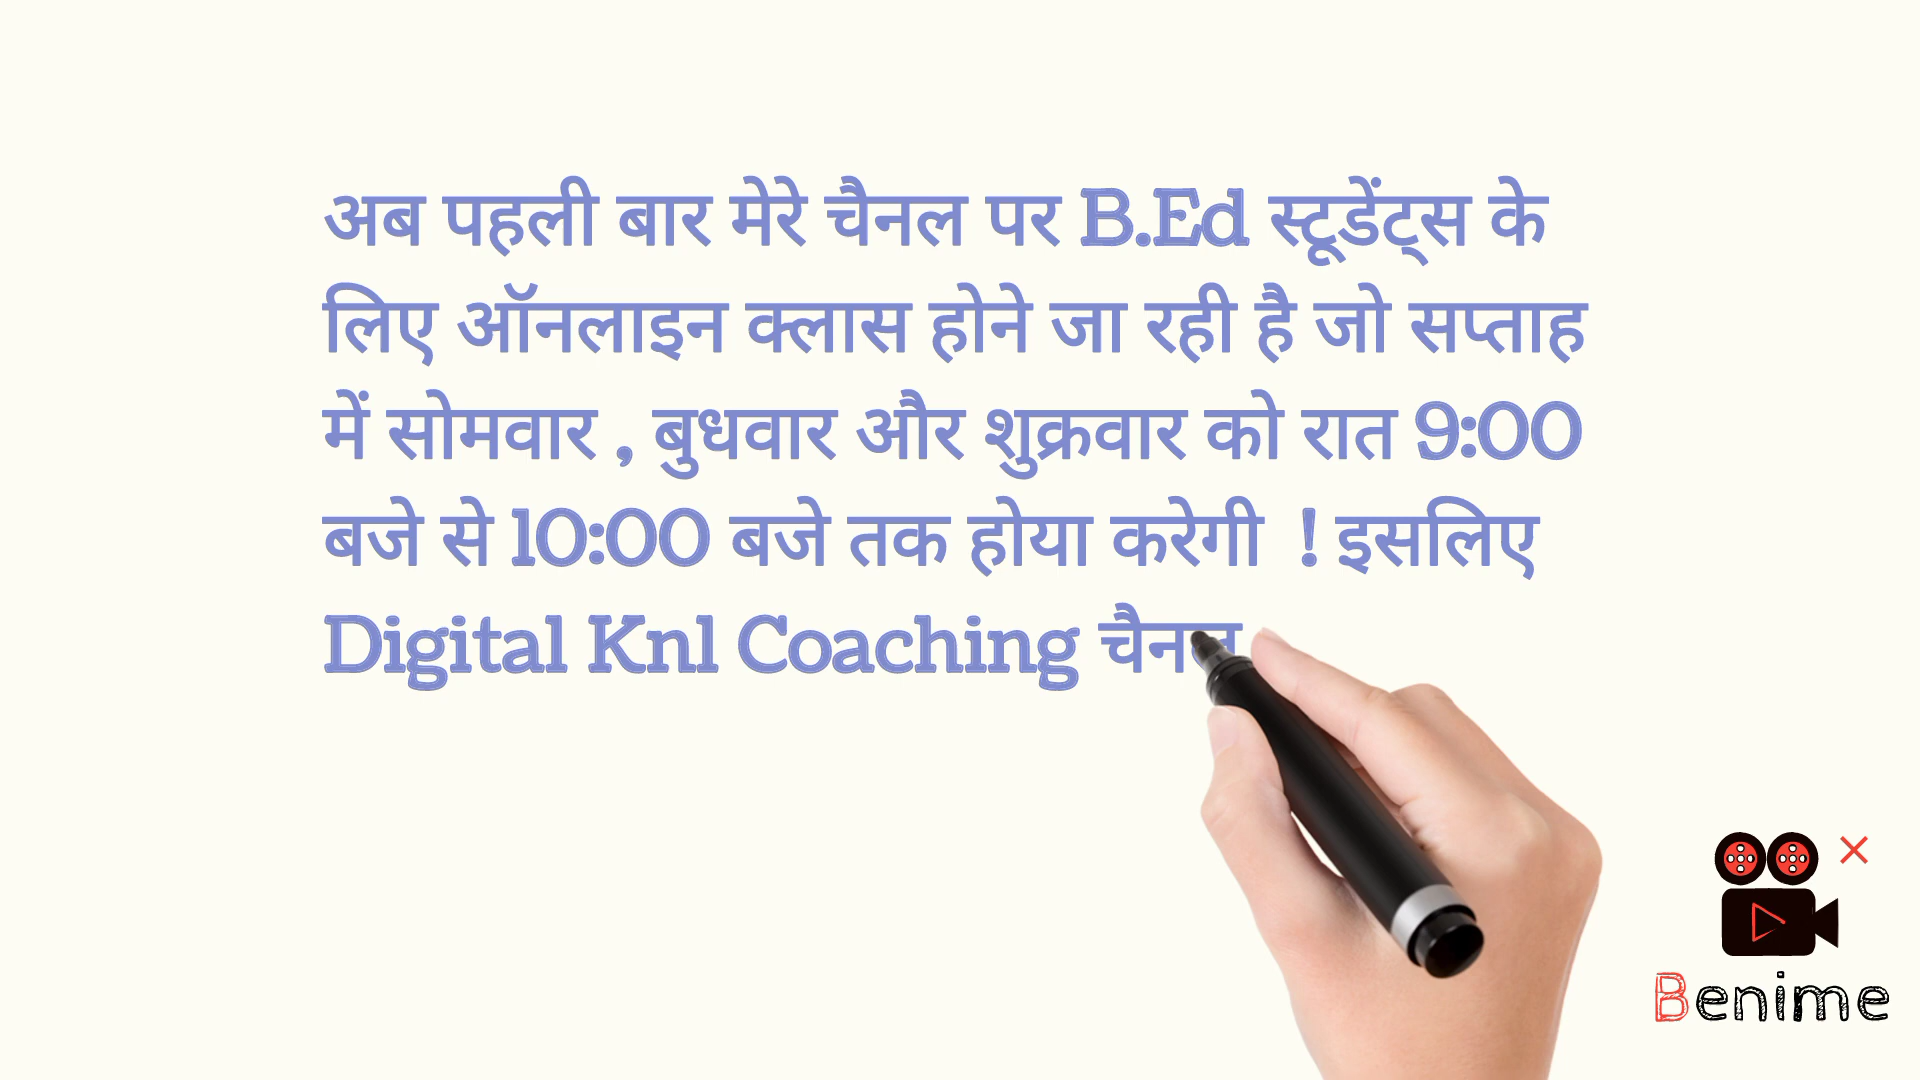 अब पहली बार मेरे चैनल पर B.Ed स्टूडेंट्स के
लिए ऑनलाइन क्लास होने जा रही है जो सप्ताह
में सोमवार , बुधवार और शुक्रवार को रात 9:00
बजे से 10:00 बजे तक होया करेगी ! इसलिए
Digital Knl Coaching चैनल
Benime